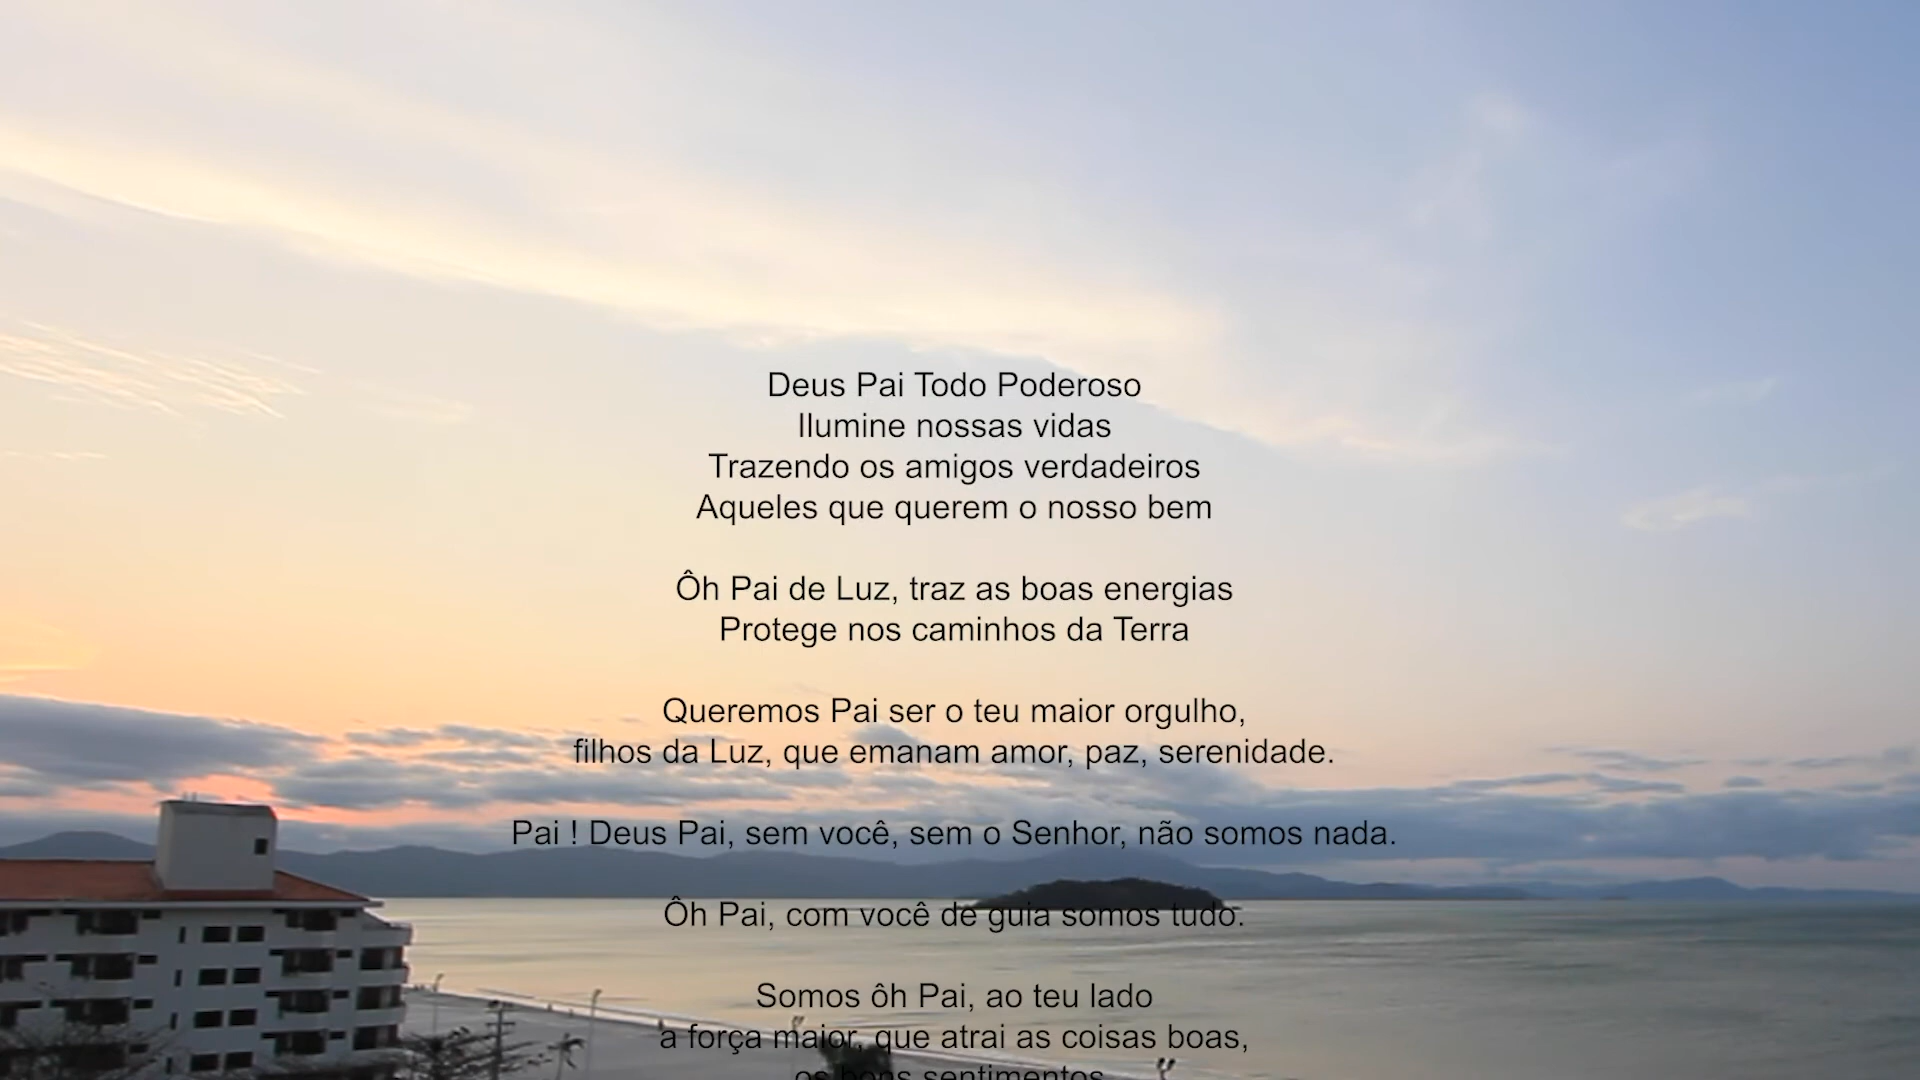 Deus Pai Todo Poderoso
Ilumine nossas vidas
Trazendo os amigos verdadeiros
Aqueles que querem o nosso bem
Ôh Pai de Luz, traz as boas energias
Protege nos caminhos da Terra
Queremos Pai ser o teu maior orgulho,
filhos da Luz, que emanam amor, paz, serenidade.
Pai ! Deus Pai, sem você, sem o Senhor, não somos nada.
Ôh Pai, com você de guia somos tudo.
Somos ôh Pai, ao teu lado
a força maior, que atrai as coisas boas,
os bons sentimentos